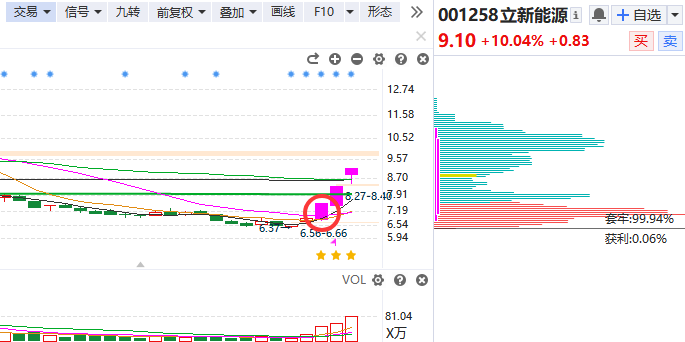 交易 信号 九转 前复权 叠加 画线 F10 形态
001258立新能源 自选
9.10 +10.04% +0.83 买 卖
12.74
11.58
10.52
9.57
8.70
7.91
7.19
6.54
5.94
8.27-8.40
6.37
6.56-6.66
套牢:99.94%
获利:0.06%
VOL
81.04
X万